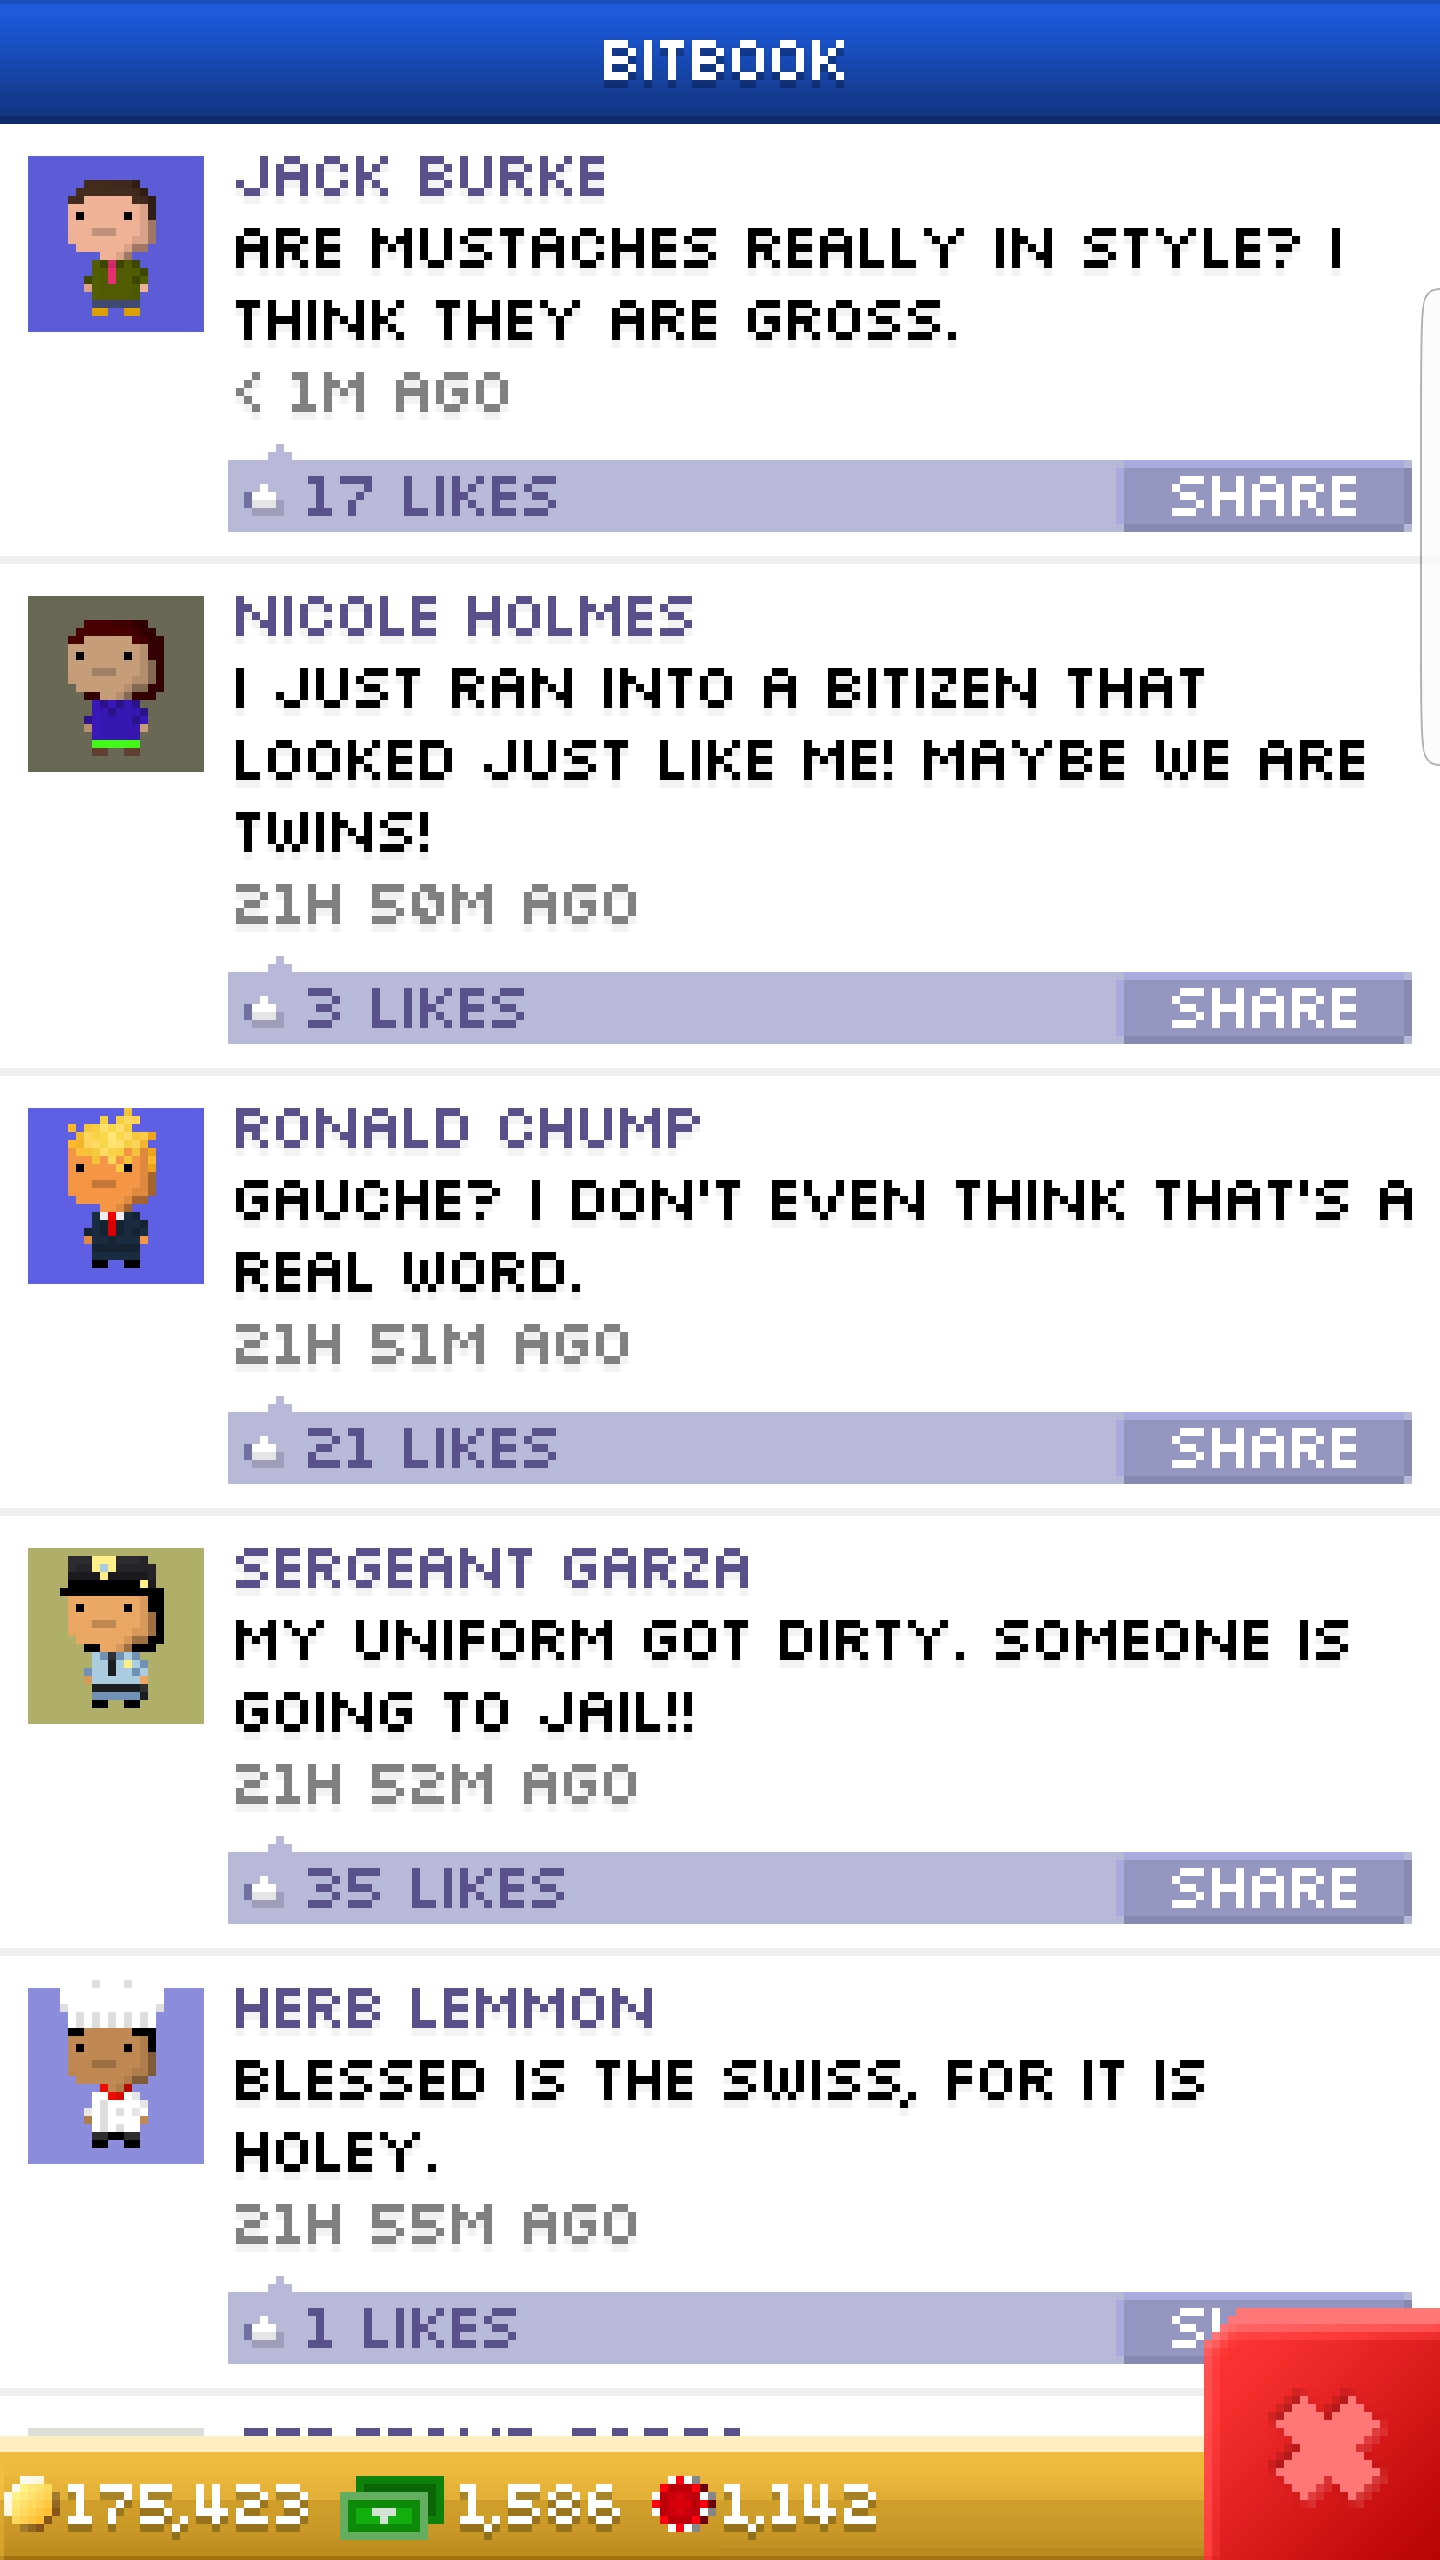 BITBOOK
JACK BURKE
ARE MUSTACHES REALLY IN STYLE? I
THINK THEY ARE GROSS.
< 1M AGO
17 LIKES SHARE
NICOLE HOLMES
I JUST RAN INTO A BITIZEN THAT
LOOKED JUST LIKE ME! MAYBE WE ARE
TWINS!
21H 50M AGO
3 LIKES SHARE
RONALD CHUMP
GAUCHE? I DON'T EVEN THINK THAT'S A
REAL WORD.
21H 51M AGO
21 LIKES SHARE
SERGEANT GARZA
MY UNIFORM GOT DIRTY. SOMEONE IS
GOING TO JAIL!!
21H 52M AGO
35 LIKES SHARE
HERB LEMMON
BLESSED IS THE SWISS, FOR IT IS
HOLEY.
21H 55M AGO
1 LIKES
175,423 1,586 1,142